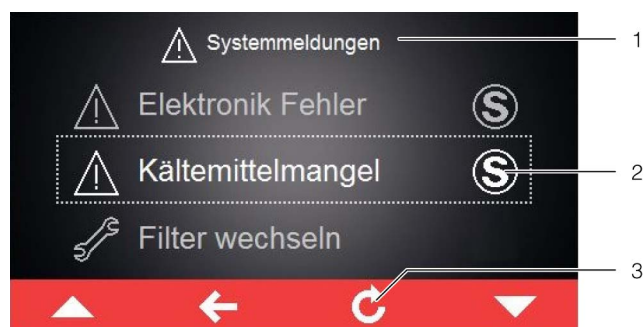 Systemmeldungen
1
Elektronik Fehler S
Kältemittelmangel S
2
Filter wechseln
3